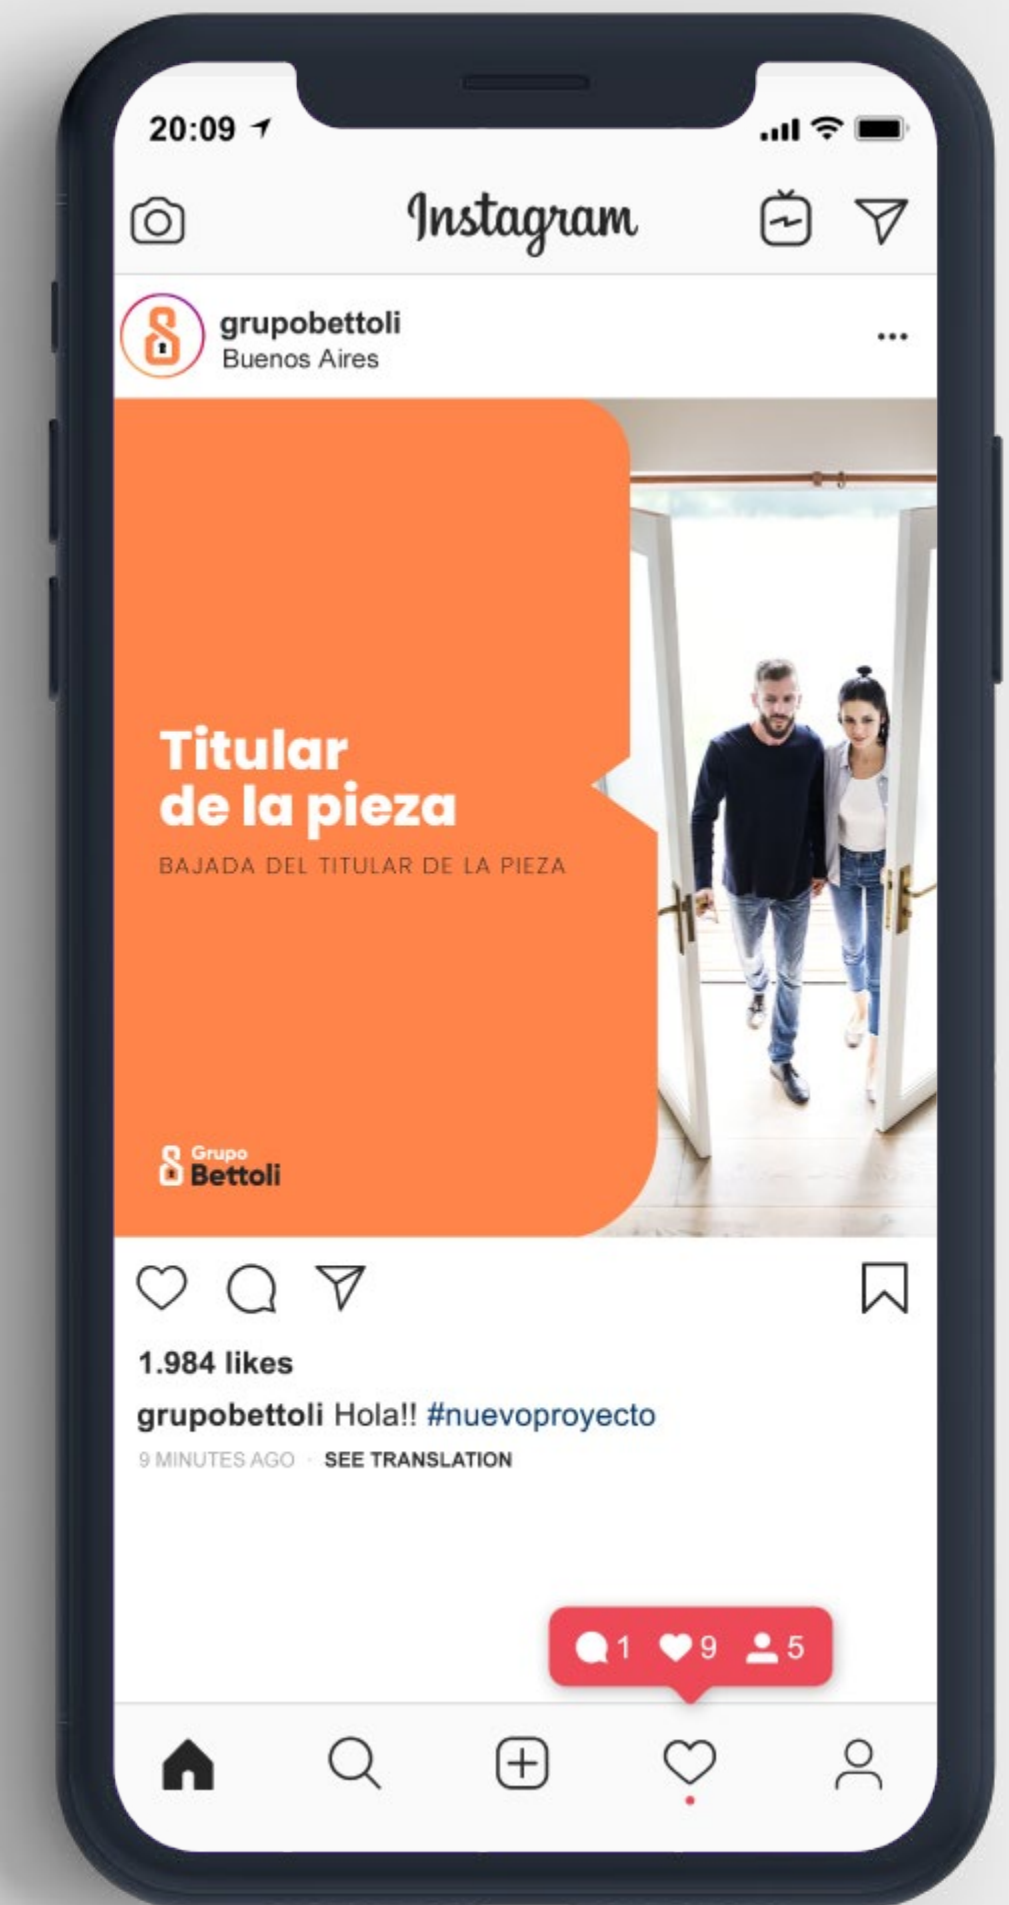 20:09
Instagram
grupobettoli
Buenos Aires
Titular
de la pieza
BAJADA DEL TITULAR DE LA PIEZA
Grupo
Bettoli
1.984 likes
grupobettoli Hola!! #nuevoproyecto
9 MINUTES AGO · SEE TRANSLATION
1 9 5